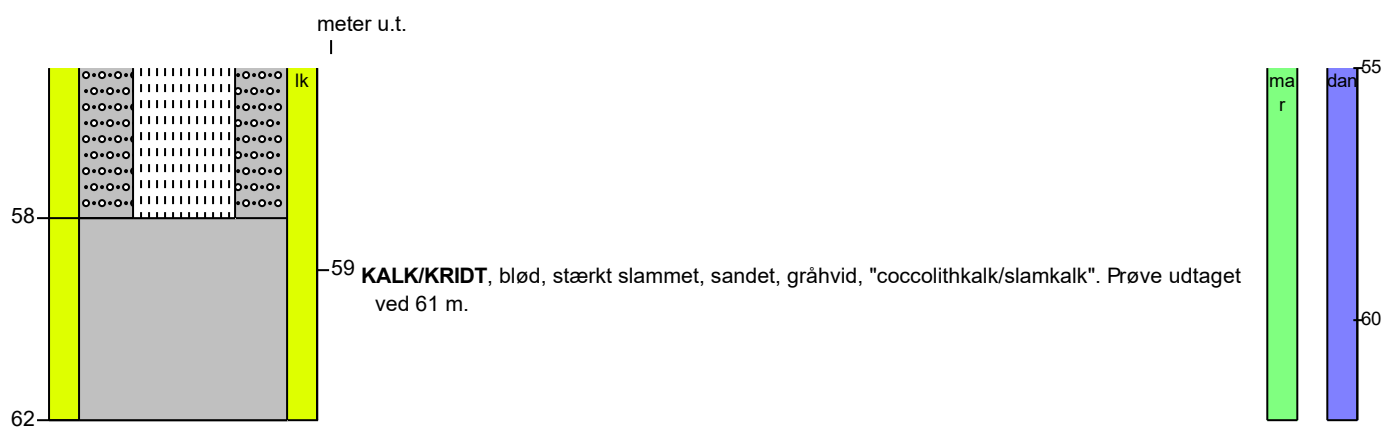 meter u.t.
lk
ma
r
dan
55
58
59 KALK/KRIDT, blød, stærkt slammet, sandet, gråhvid, "coccolithkalk/slamkalk". Prøve udtaget
ved 61 m.
60
62